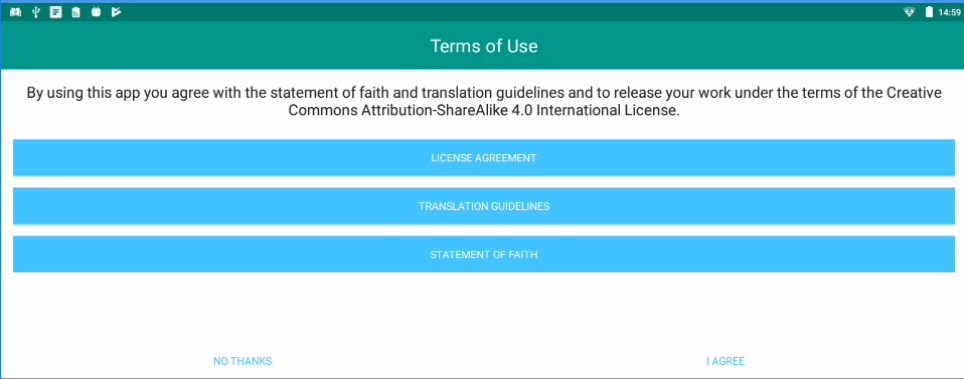 14:59
Terms of Use
By using this app you agree with the statement of faith and translation guidelines and to release your work under the terms of the Creative
Commons Attribution-ShareAlike 4.0 International License.
LICENSE AGREEMENT
TRANSLATION GUIDELINES
STATEMENT OF FAITH
NO THANKS
I AGREE